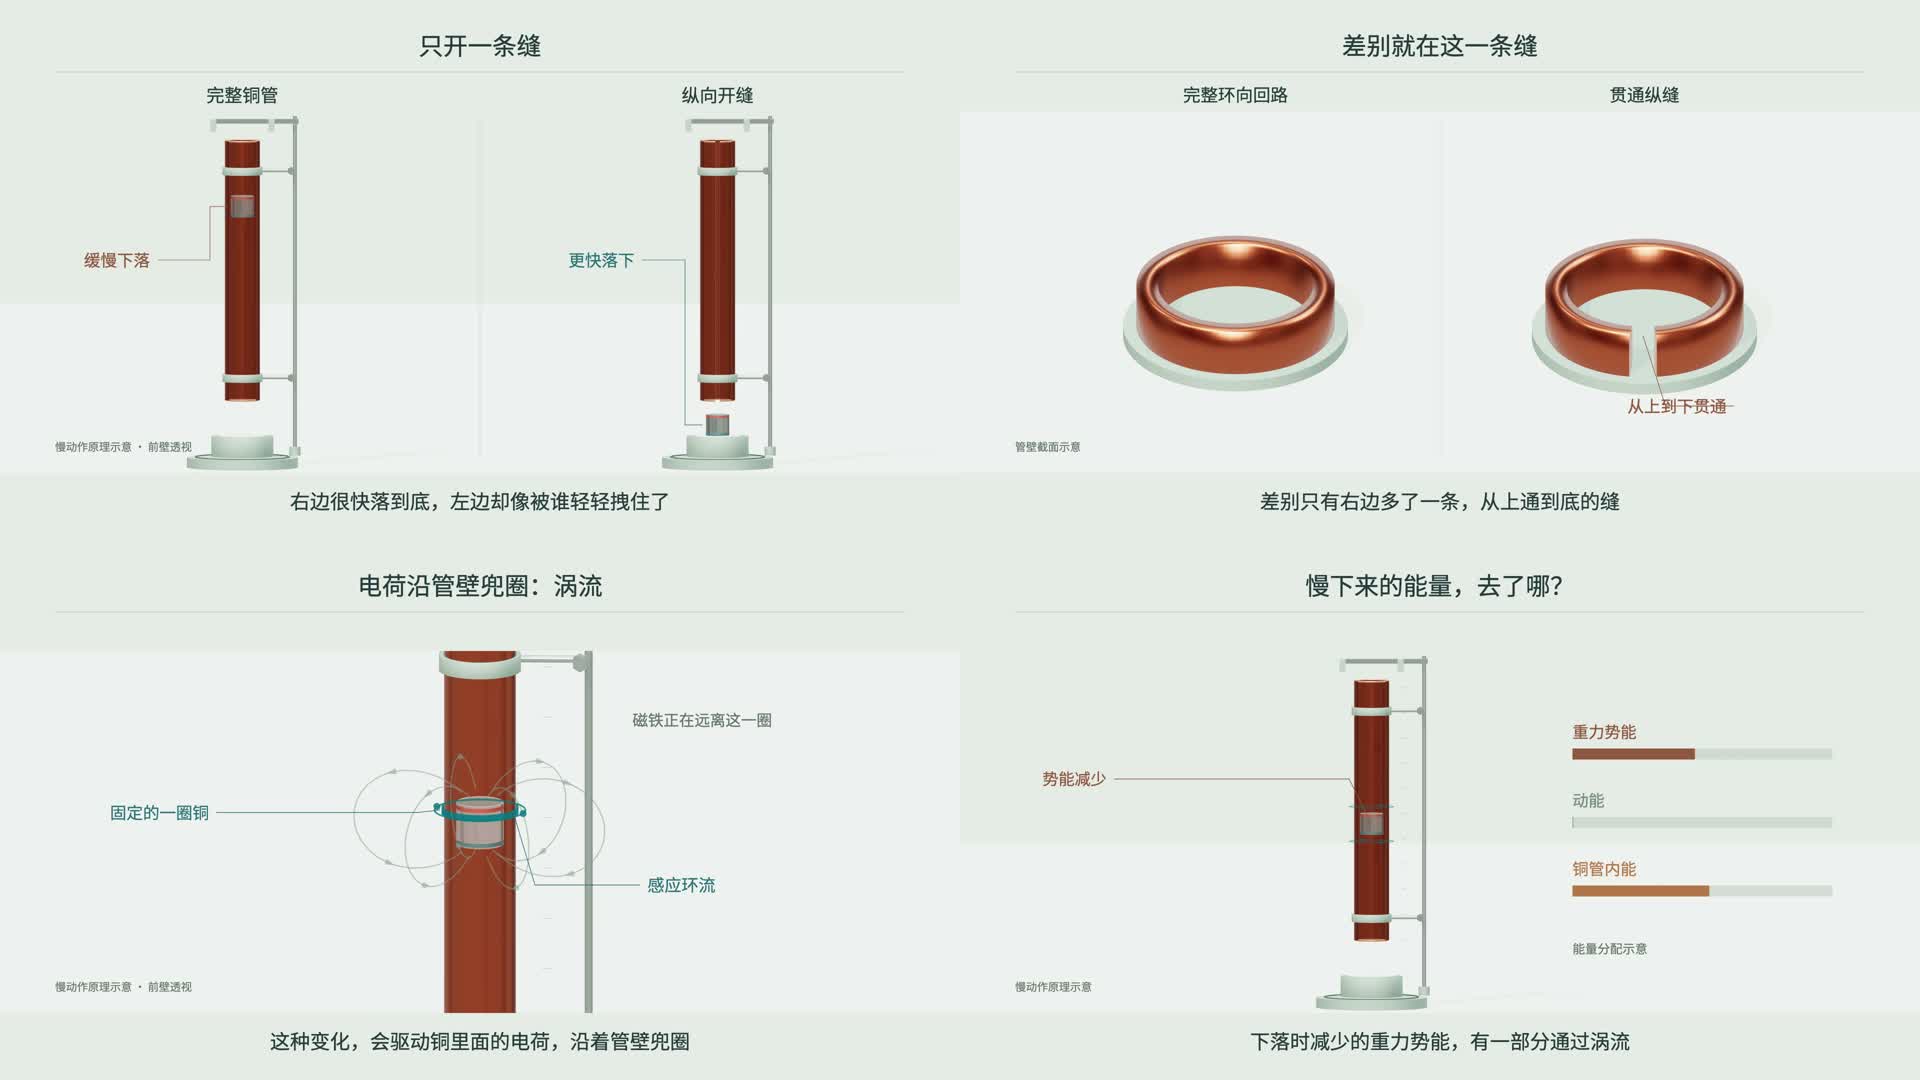 只开一条缝
完整铜管
纵向开缝
缓慢下落
更快落下
慢动作原理示意 · 前壁透视
右边很快落到底，左边却像被谁轻轻拽住了
差别就在这一条缝
完整环向回路
贯通纵缝
从上到下贯通
管壁截面示意
差别只有右边多了一条，从上通到底的缝
电荷沿管壁兜圈：涡流
磁铁正在远离这一圈
固定的一圈铜
感应环流
慢动作原理示意 · 前壁透视
这种变化，会驱动铜里面的电荷，沿着管壁兜圈
慢下来的能量，去了哪？
重力势能
势能减少
动能
铜管内能
能量分配示意
慢动作原理示意
下落时减少的重力势能，有一部分通过涡流